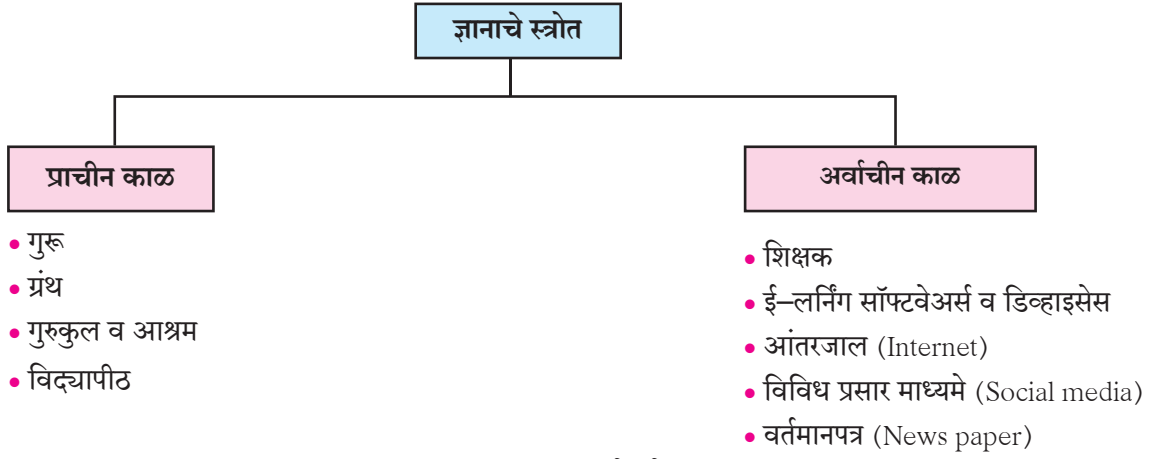 ज्ञानाचे स्त्रोत
प्राचीन काळ
• गुरू
• ग्रंथ
• गुरुकुल व आश्रम
• विद्यापीठ
अर्वाचीन काळ
• शिक्षक
• ई–लर्निंग सॉफ्टवेअर्स व डिव्हाइसेस
• आंतरजाल (Internet)
• विविध प्रसार माध्यमे (Social media)
• वर्तमानपत्र (News paper)